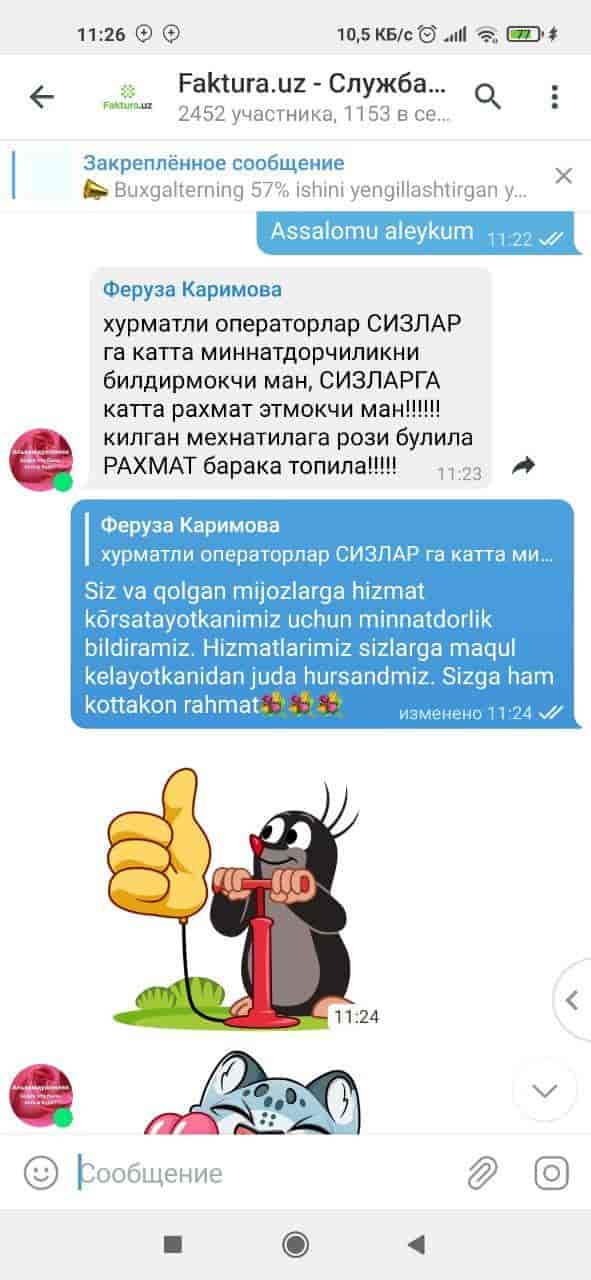 11:26
10,5 КБ/с
77
Faktura.uz
Faktura.uz - Служба...
2452 участника, 1153 в се...
Закреплённое сообщение
Buxgalterning 57% ishini yengillashtirgan y...
Assalomu aleykum 11:22
Феруза Каримова
хурматли операторлар СИЗЛАР
га катта миннатдорчиликни
билдирмокчи ман, СИЗЛАРГА
катта рахмат этмокчи ман!!!!!!
килган мехнатилага рози булила
РАХМАТ барака топила!!!!! 11:23
Феруза Каримова
хурматли операторлар СИЗЛАР га катта ми...
Siz va qolgan mijozlarga hizmat
kōrsatayotkanimiz uchun minnatdorlik
bildiramiz. Hizmatlarimiz sizlarga maqul
kelayotkanidan juda hursandmiz. Sizga ham
kottakon rahmat💐💐💐 изменено 11:24
11:24
Сообщение